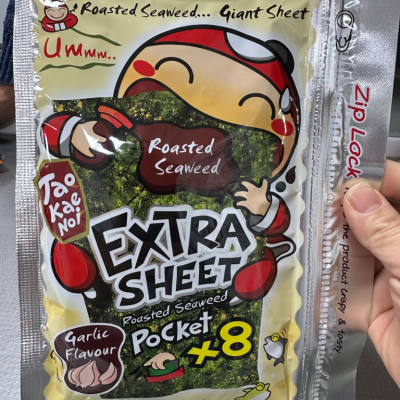 Roasted Seaweed... Giant Sheet
Ummm..
Roasted
Seaweed
Tao
Kae
Noi
EXTRA
SHEET
Roasted Seaweed
Pocket
x8
Garlic
Flavour
Zip Lock
the product crispy & tasty